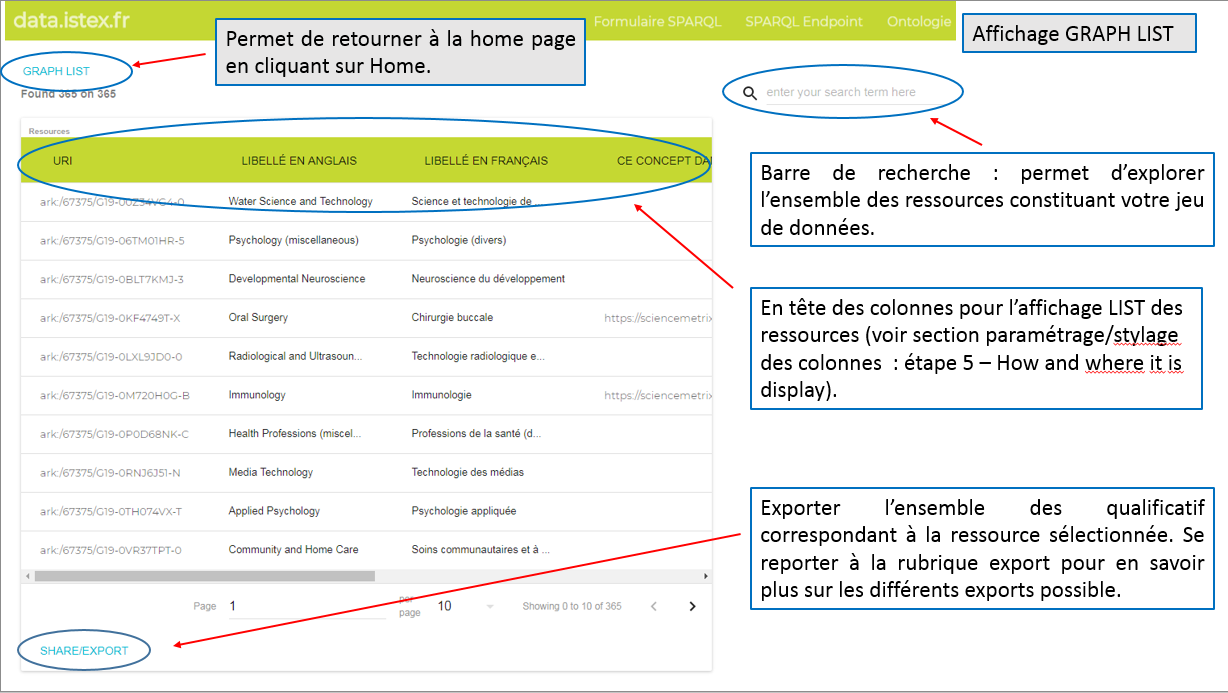 data.istex.fr
Formulaire SPARQL SPARQL Endpoint Ontologie
Affichage GRAPH LIST
Permet de retourner à la home page
en cliquant sur Home.
GRAPH LIST
Found 365 on 365
enter your search term here
Resources
URI LIBELLÉ EN ANGLAIS LIBELLÉ EN FRANÇAIS CE CONCEPT DA
ark:/67375/G19-00Z34VG4-0 Water Science and Technology Science et technologie de ...
ark:/67375/G19-06TM01HR-5 Psychology (miscellaneous) Psychologie (divers)
ark:/67375/G19-0BLT7KMJ-3 Developmental Neuroscience Neuroscience du développement
ark:/67375/G19-0KF4749T-X Oral Surgery Chirurgie buccale https://sciencemetrix
ark:/67375/G19-0LXL9JD0-0 Radiological and Ultrasoun... Technologie radiologique e...
ark:/67375/G19-0M720H0G-B Immunology Immunologie https://sciencemetrix
ark:/67375/G19-0P0D68NK-C Health Professions (miscel... Professions de la santé (d...
ark:/67375/G19-0RNJ6J51-N Media Technology Technologie des médias
ark:/67375/G19-0TH074VX-T Applied Psychology Psychologie appliquée
ark:/67375/G19-0VR37TPT-0 Community and Home Care Soins communautaires et à ...
Page 1 per page 10 Showing 0 to 10 of 365
SHARE/EXPORT
Barre de recherche : permet d’explorer
l’ensemble des ressources constituant votre jeu
de données.
En tête des colonnes pour l’affichage LIST des
ressources (voir section paramétrage/stylage
des colonnes : étape 5 – How and where it is
display).
Exporter l’ensemble des qualificatif
correspondant à la ressource sélectionnée. Se
reporter à la rubrique export pour en savoir
plus sur les différents exports possible.